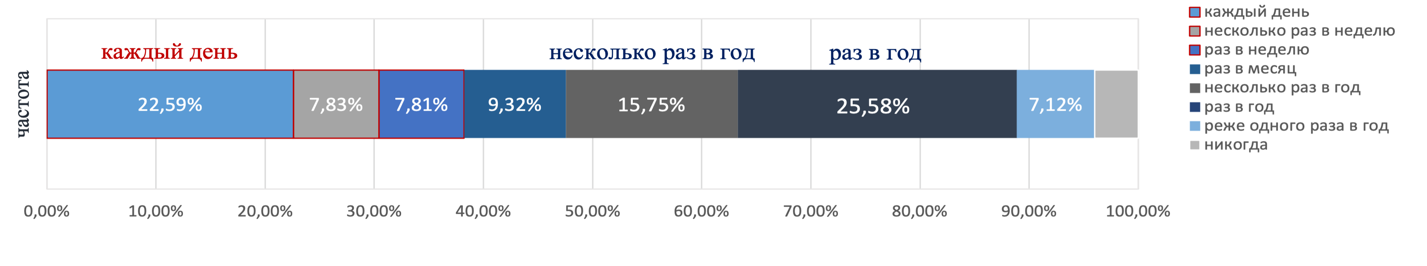 каждый день
несколько раз в год
раз в год
частота
22,59%
7,83%
7,81%
9,32%
15,75%
25,58%
7,12%
0,00%
10,00%
20,00%
30,00%
40,00%
50,00%
60,00%
70,00%
80,00%
90,00%
100,00%
каждый день
несколько раз в неделю
раз в неделю
раз в месяц
несколько раз в год
раз в год
реже одного раза в год
никогда